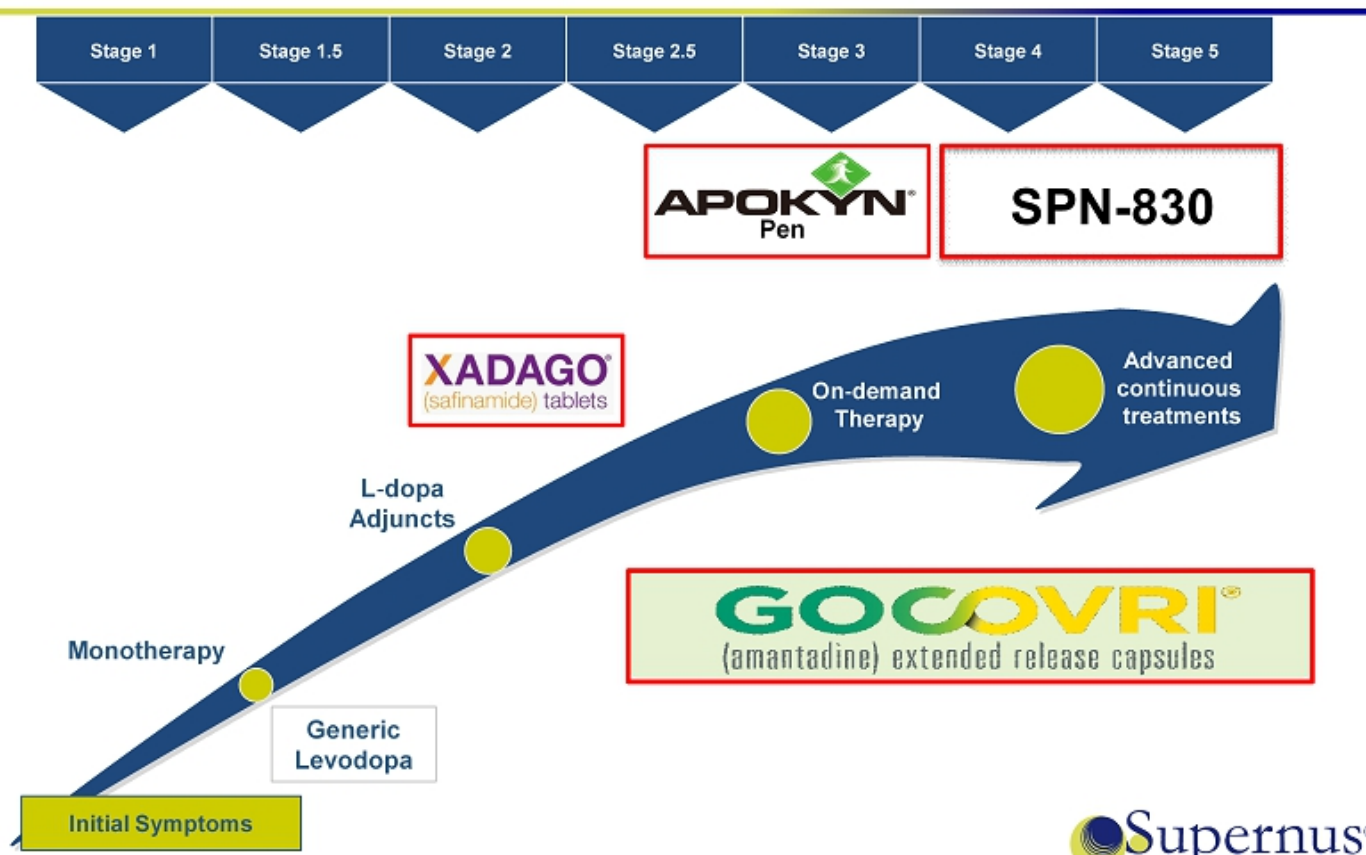 Stage 1
Stage 1.5
Stage 2
Stage 2.5
Stage 3
Stage 4
Stage 5
APOKYN®
Pen
SPN-830
XADAGO®
(safinamide) tablets
On-demand
Therapy
Advanced
continuous
treatments
L-dopa
Adjuncts
GOCOVRI®
(amantadine) extended release capsules
Monotherapy
Generic
Levodopa
Initial Symptoms
Supernus